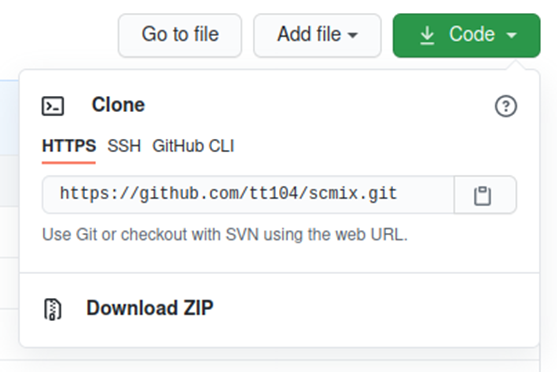 Go to file Add file Code
Clone
HTTPS SSH GitHub CLI
https://github.com/tt104/scmix.git
Use Git or checkout with SVN using the web URL.
Download ZIP